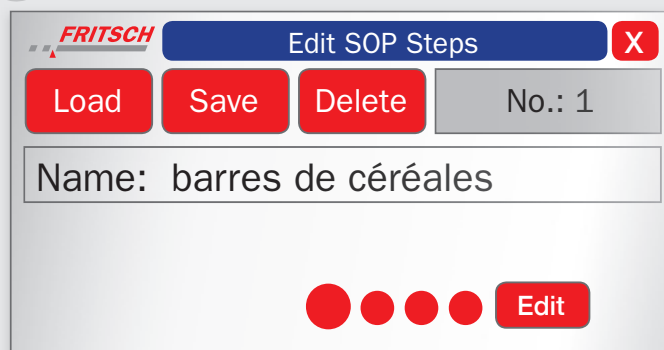 FRITSCH Edit SOP Steps X
Load Save Delete No.: 1
Name: barres de céréales
Edit